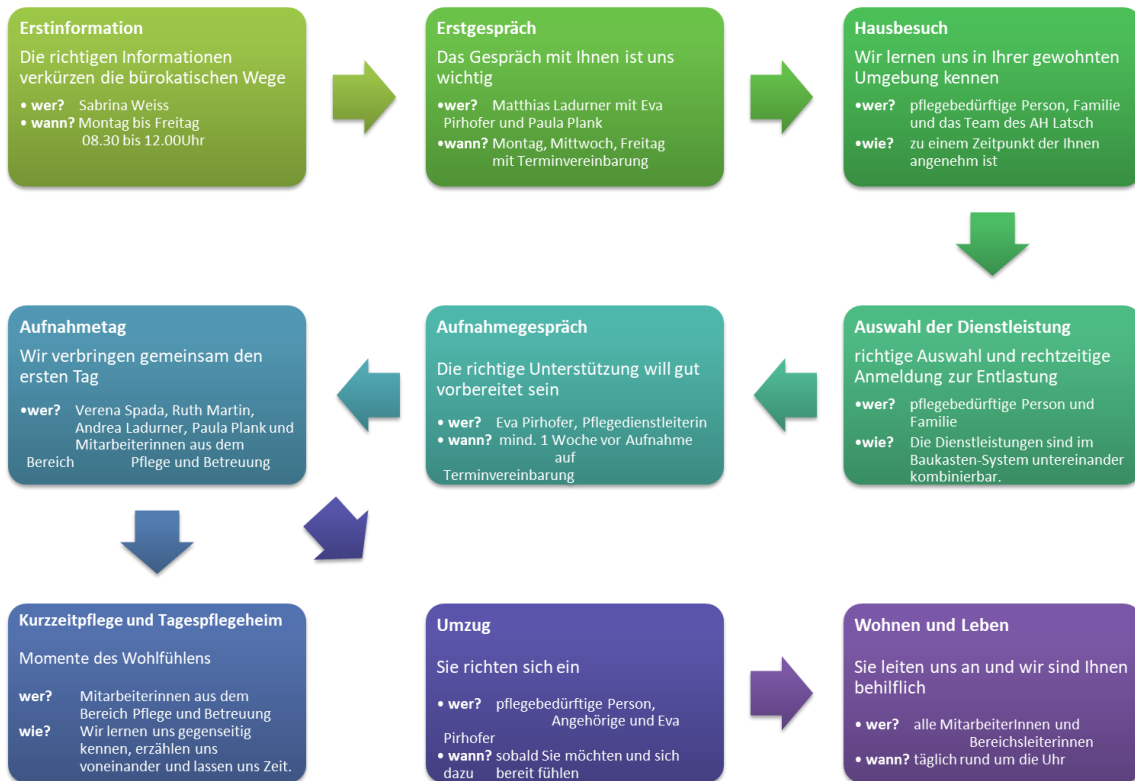 Erstinformation
Die richtigen Informationen
verkürzen die bürokatischen Wege
• wer? Sabrina Weiss
• wann? Montag bis Freitag
08.30 bis 12.00Uhr
Erstgespräch
Das Gespräch mit Ihnen ist uns
wichtig
•wer? Matthias Ladurner mit Eva
Pirhofer und Paula Plank
•wann? Montag, Mittwoch, Freitag
mit Terminvereinbarung
Hausbesuch
Wir lernen uns in Ihrer gewohnten
Umgebung kennen
•wer? pflegebedürftige Person, Familie
und das Team des AH Latsch
•wie? zu einem Zeitpunkt der Ihnen
angenehm ist
Aufnahmetag
Wir verbringen gemeinsam den
ersten Tag
•wer? Verena Spada, Ruth Martin,
Andrea Ladurner, Paula Plank und
Mitarbeiterinnen aus dem
Bereich Pflege und Betreuung
Aufnahmegespräch
Die richtige Unterstützung will gut
vorbereitet sein
• wer? Eva Pirhofer, Pflegedienstleiterin
• wann? mind. 1 Woche vor Aufnahme
auf
Terminvereinbarung
Auswahl der Dienstleistung
richtige Auswahl und rechtzeitige
Anmeldung zur Entlastung
•wer? pflegebedürftige Person und
Familie
•wie? Die Dienstleistungen sind im
Baukasten-System untereinander
kombinierbar.
Kurzzeitpflege und Tagespflegeheim
Momente des Wohlfühlens
wer? Mitarbeiterinnen aus dem
Bereich Pflege und Betreuung
wie? Wir lernen uns gegenseitig
kennen, erzählen uns
voneinander und lassen uns Zeit.
Umzug
Sie richten sich ein
• wer? pflegebedürftige Person,
Angehörige und Eva
Pirhofer
• wann? sobald Sie möchten und sich
dazu bereit fühlen
Wohnen und Leben
Sie leiten uns an und wir sind Ihnen
behilflich
• wer? alle MitarbeiterInnen und
Bereichsleiterinnen
• wann? täglich rund um die Uhr